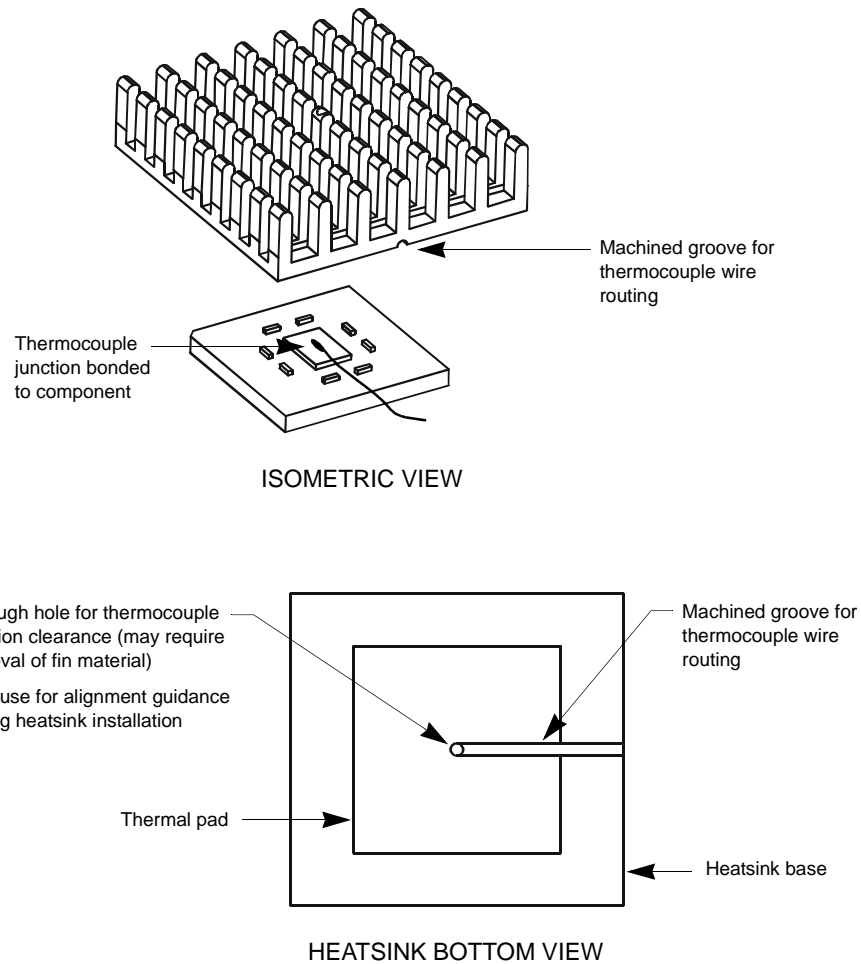 Machined groove for
thermocouple wire
routing
Thermocouple
junction bonded
to component
ISOMETRIC VIEW
ugh hole for thermocouple
ion clearance (may require
oval of fin material)
use for alignment guidance
g heatsink installation
Machined groove for
thermocouple wire
routing
Thermal pad
Heatsink base
HEATSINK BOTTOM VIEW